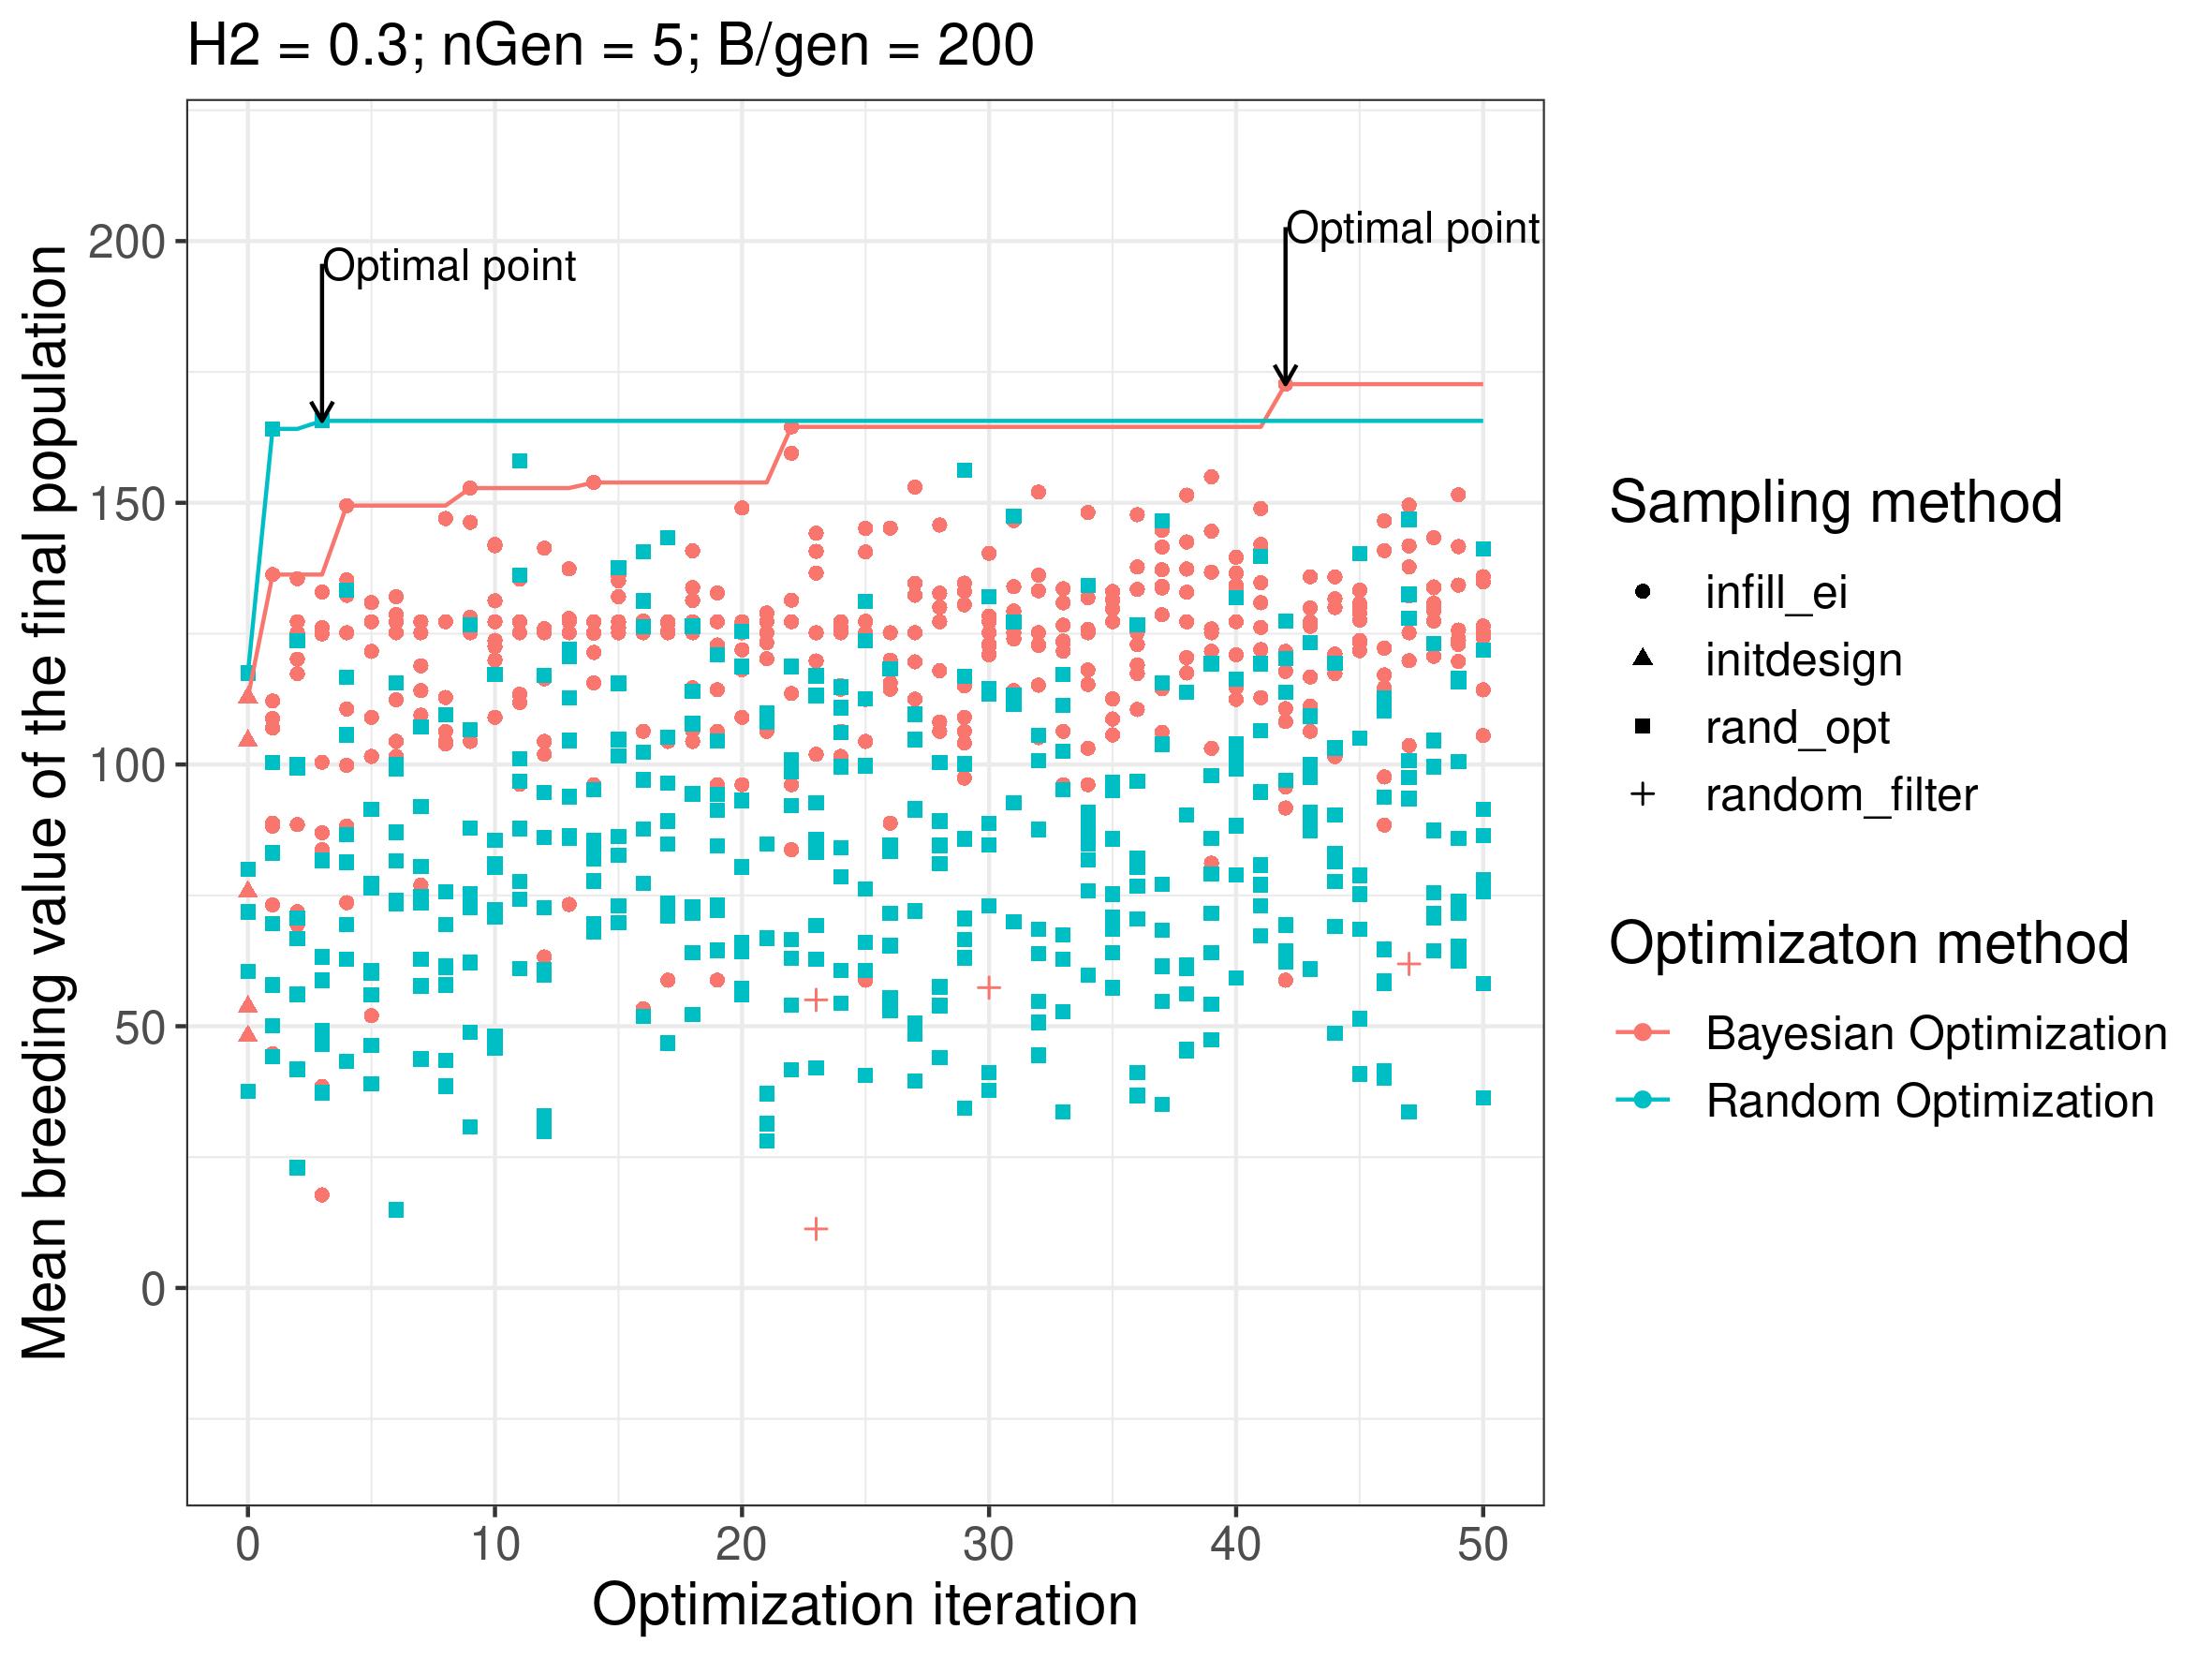 H2 = 0.3; nGen = 5; B/gen = 200
Mean breeding value of the final population
200
150
100
50
0
Optimal point
Optimal point
0 10 20 30 40 50
Optimization iteration
Sampling method
infill_ei
initdesign
rand_opt
random_filter
Optimizaton method
Bayesian Optimization
Random Optimization